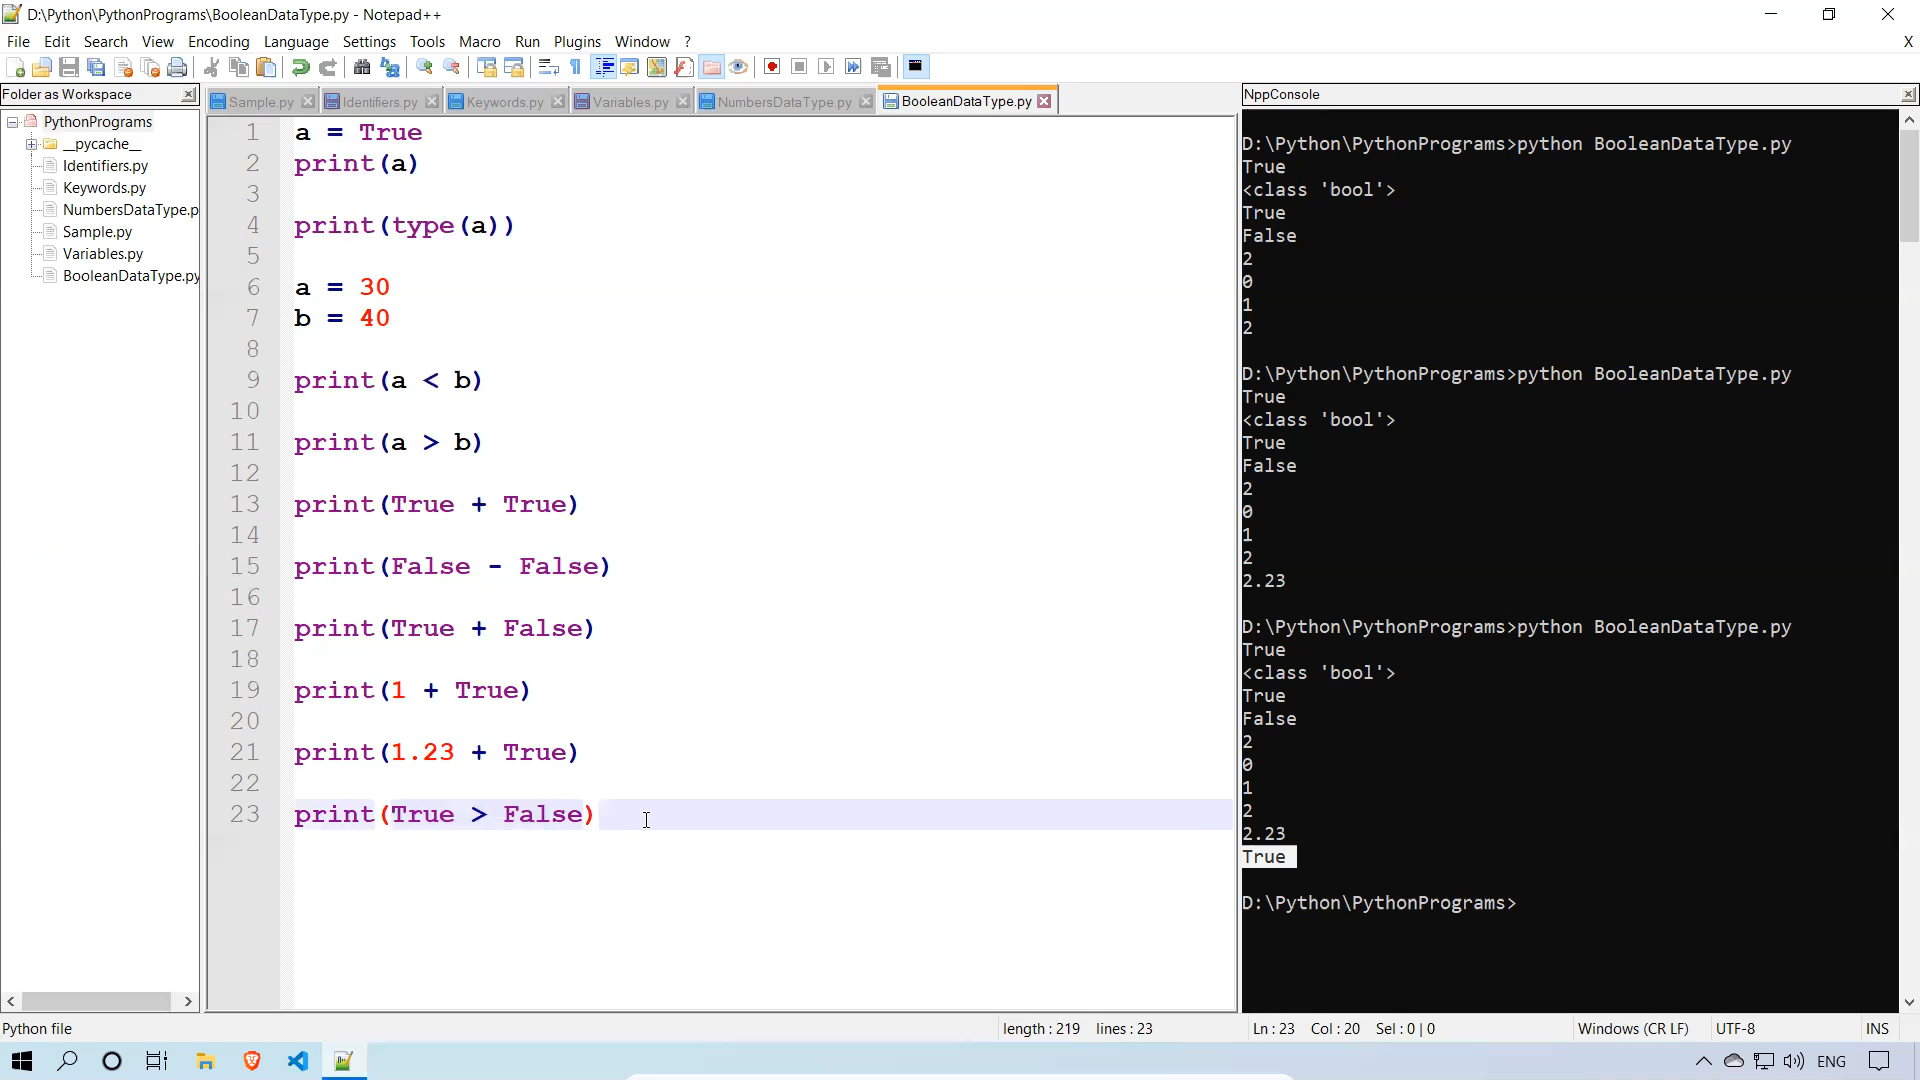 D:\Python\PythonPrograms\BooleanDataType.py - Notepad++
File Edit Search View Encoding Language Settings Tools Macro Run Plugins Window ? X
Folder as Workspace
PythonPrograms
__pycache__
Identifiers.py
Keywords.py
NumbersDataType.p
Sample.py
Variables.py
BooleanDataType.py
Sample.py Identifiers.py Keywords.py Variables.py NumbersDataType.py BooleanDataType.py
1 a = True
2 print(a)
3
4 print(type(a))
5
6 a = 30
7 b = 40
8
9 print(a < b)
10
11 print(a > b)
12
13 print(True + True)
14
15 print(False - False)
16
17 print(True + False)
18
19 print(1 + True)
20
21 print(1.23 + True)
22
23 print(True > False)
NppConsole
D:\Python\PythonPrograms>python BooleanDataType.py
True
<class 'bool'>
True
False
2
0
1
2
D:\Python\PythonPrograms>python BooleanDataType.py
True
<class 'bool'>
True
False
2
0
1
2
2.23
D:\Python\PythonPrograms>python BooleanDataType.py
True
<class 'bool'>
True
False
2
0
1
2
2.23
True
D:\Python\PythonPrograms>
Python file length : 219 lines : 23 Ln : 23 Col : 20 Sel : 0 | 0 Windows (CR LF) UTF-8 INS
ENG